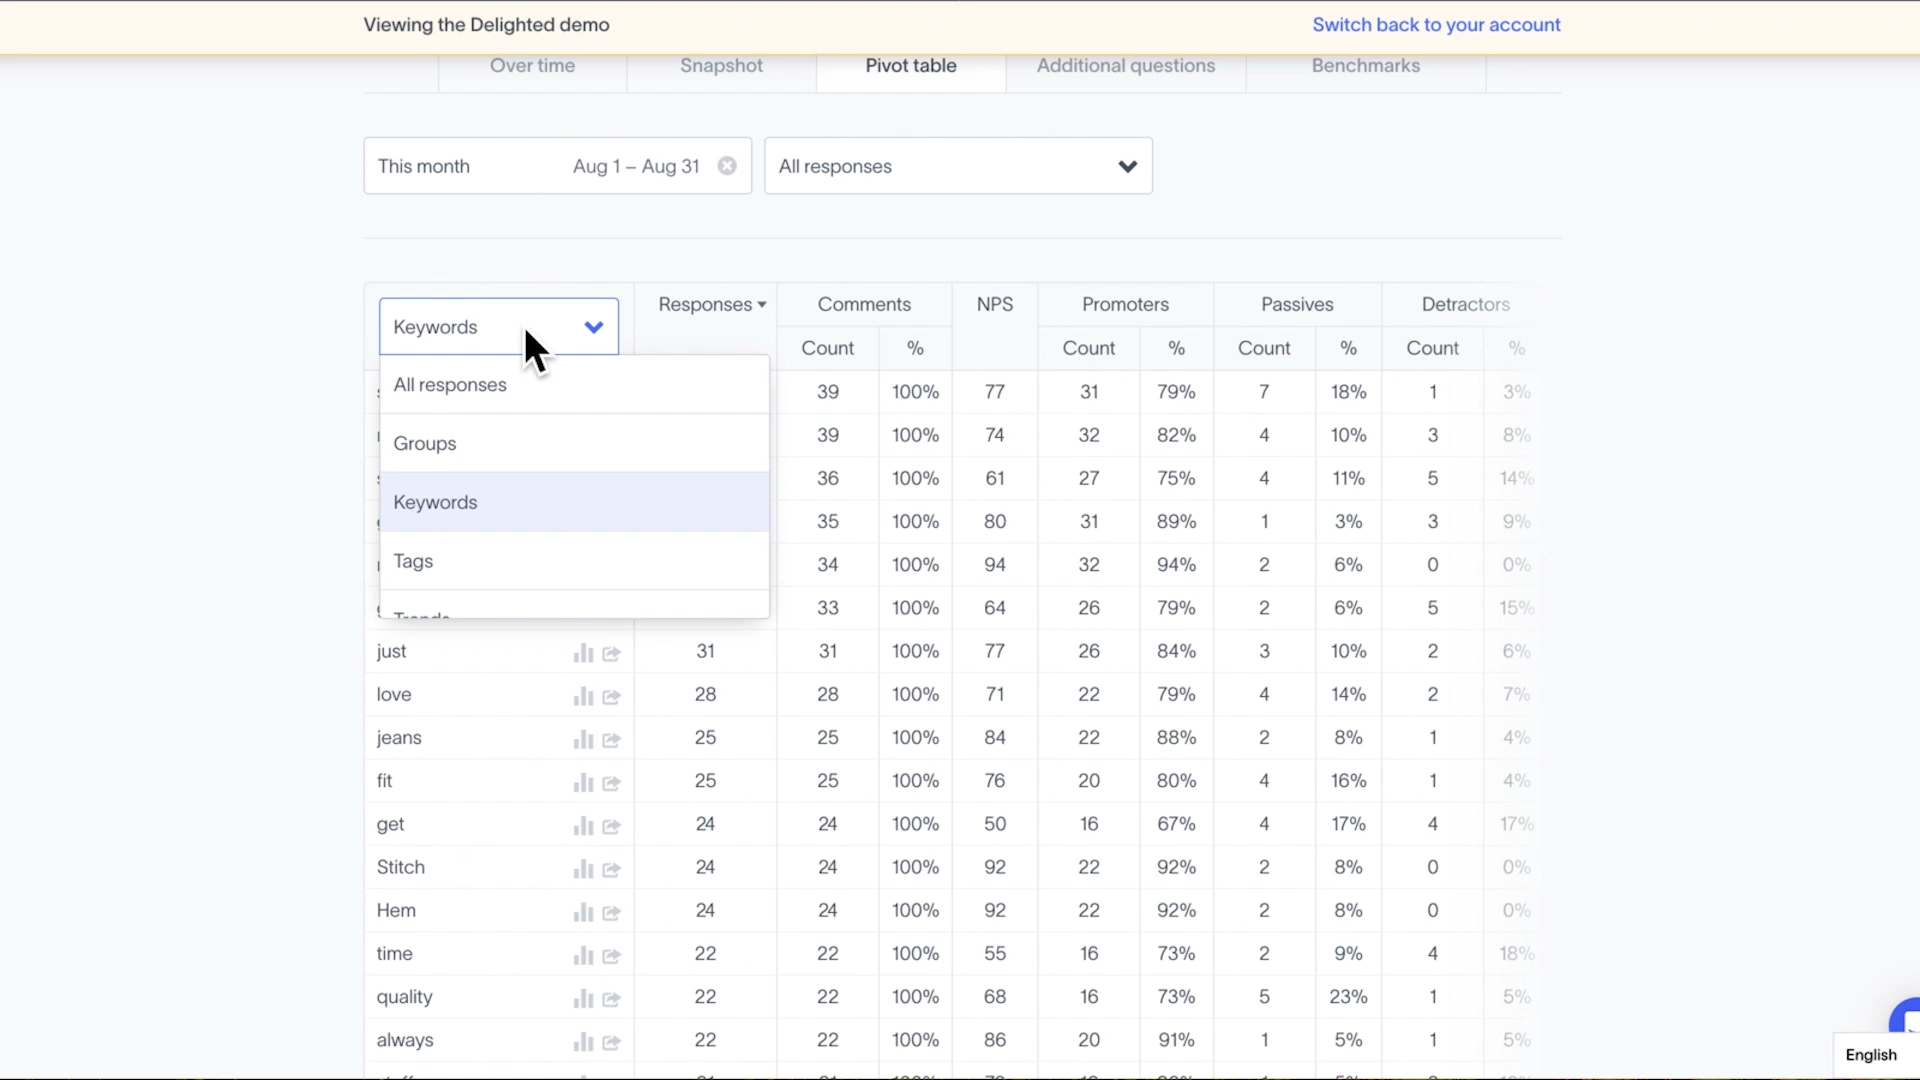 Viewing the Delighted demo Switch back to your account
Over time Snapshot Pivot table Additional questions Benchmarks
This month Aug 1 – Aug 31 All responses
Keywords Responses Comments NPS Promoters Passives Detractors
Count % Count % Count % Count %
All responses 39 100% 77 31 79% 7 18% 1 3%
Groups 39 100% 74 32 82% 4 10% 3 8%
Keywords 36 100% 61 27 75% 4 11% 5 14%
35 100% 80 31 89% 1 3% 3 9%
Tags 34 100% 94 32 94% 2 6% 0 0%
Trends 33 100% 64 26 79% 2 6% 5 15%
just 31 31 100% 77 26 84% 3 10% 2 6%
love 28 28 100% 71 22 79% 4 14% 2 7%
jeans 25 25 100% 84 22 88% 2 8% 1 4%
fit 25 25 100% 76 20 80% 4 16% 1 4%
get 24 24 100% 50 16 67% 4 17% 4 17%
Stitch 24 24 100% 92 22 92% 2 8% 0 0%
Hem 24 24 100% 92 22 92% 2 8% 0 0%
time 22 22 100% 55 16 73% 2 9% 4 18%
quality 22 22 100% 68 16 73% 5 23% 1 5%
always 22 22 100% 86 20 91% 1 5% 1 5%
English